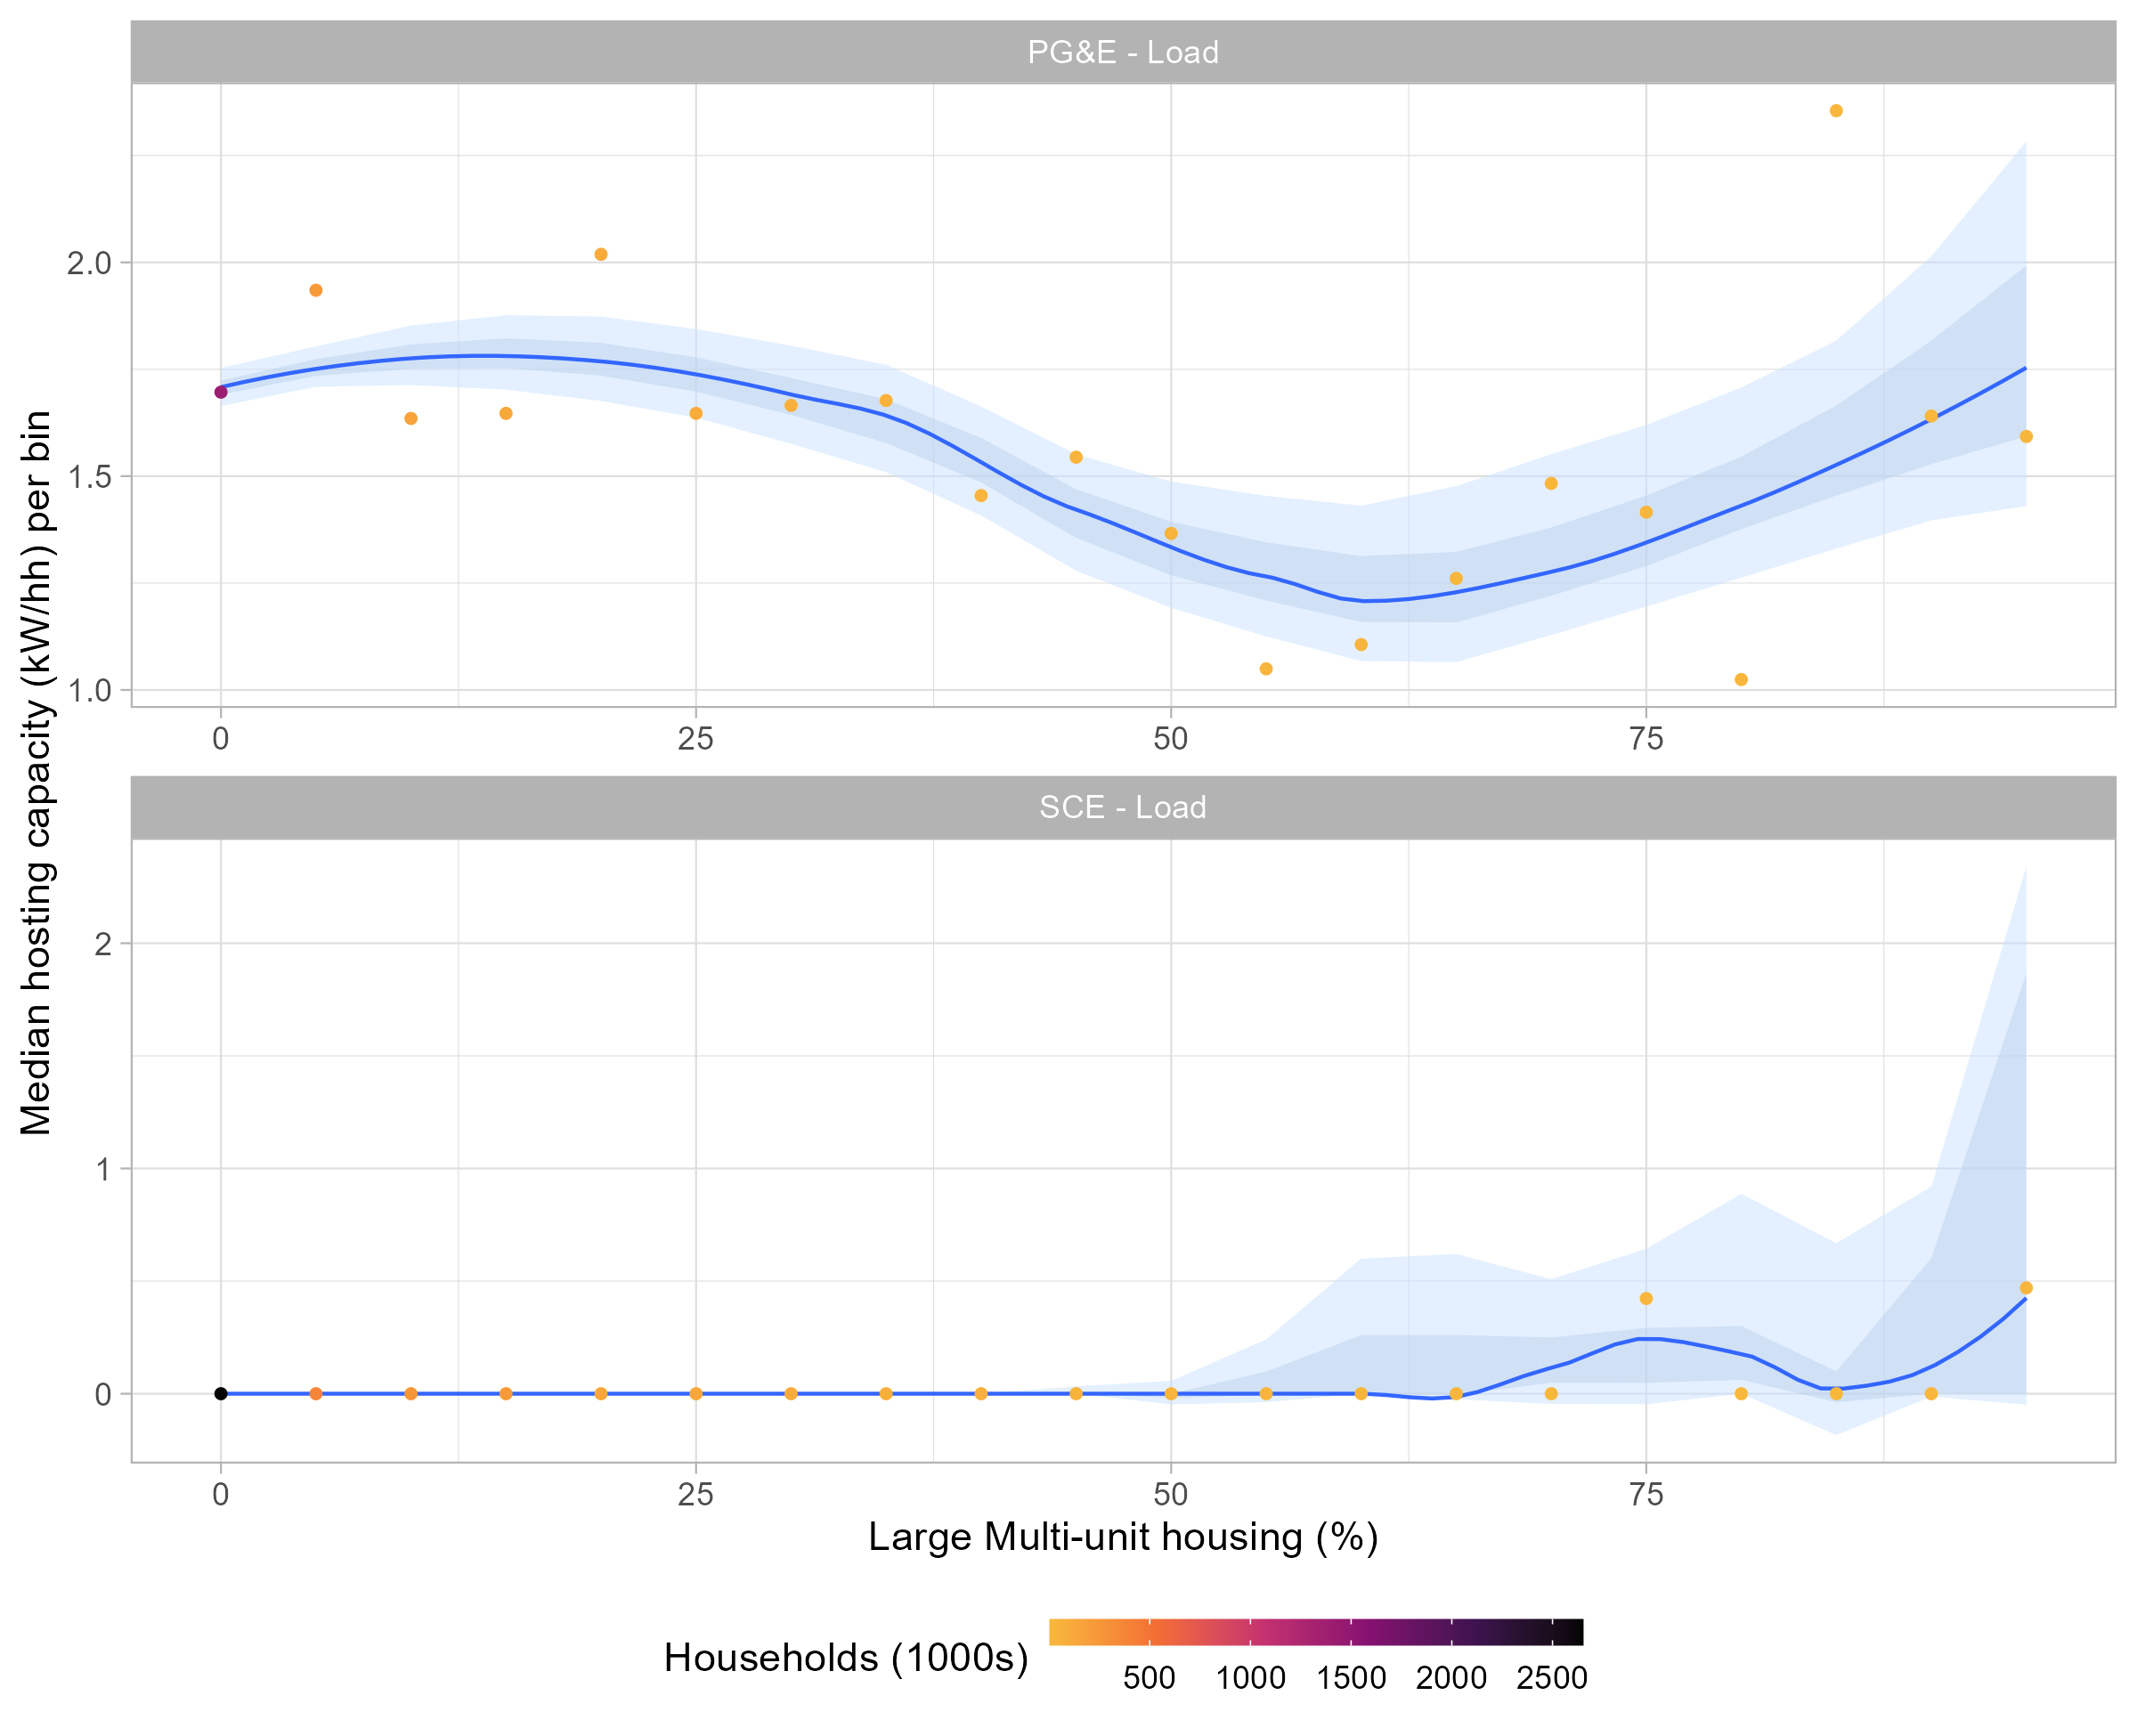 PG&E - Load
2.0
1.5
1.0
0 25 50 75
Median hosting capacity (kW/hh) per bin
SCE - Load
2
1
0
0 25 50 75
Large Multi-unit housing (%)
Households (1000s)
500 1000 1500 2000 2500